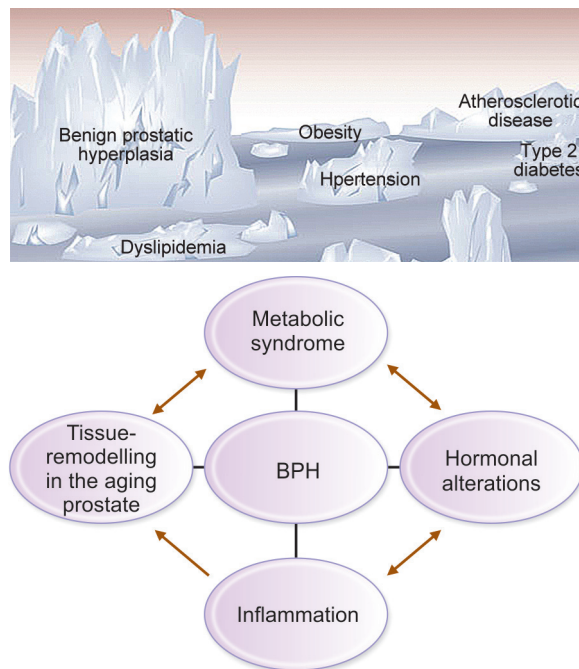 Atherosclerotic
disease
Benign prostatic
hyperplasia
Obesity
Type 2
diabetes
Hpertension
Dyslipidemia
Metabolic
syndrome
Tissue-
remodelling
in the aging
prostate
BPH
Hormonal
alterations
Inflammation